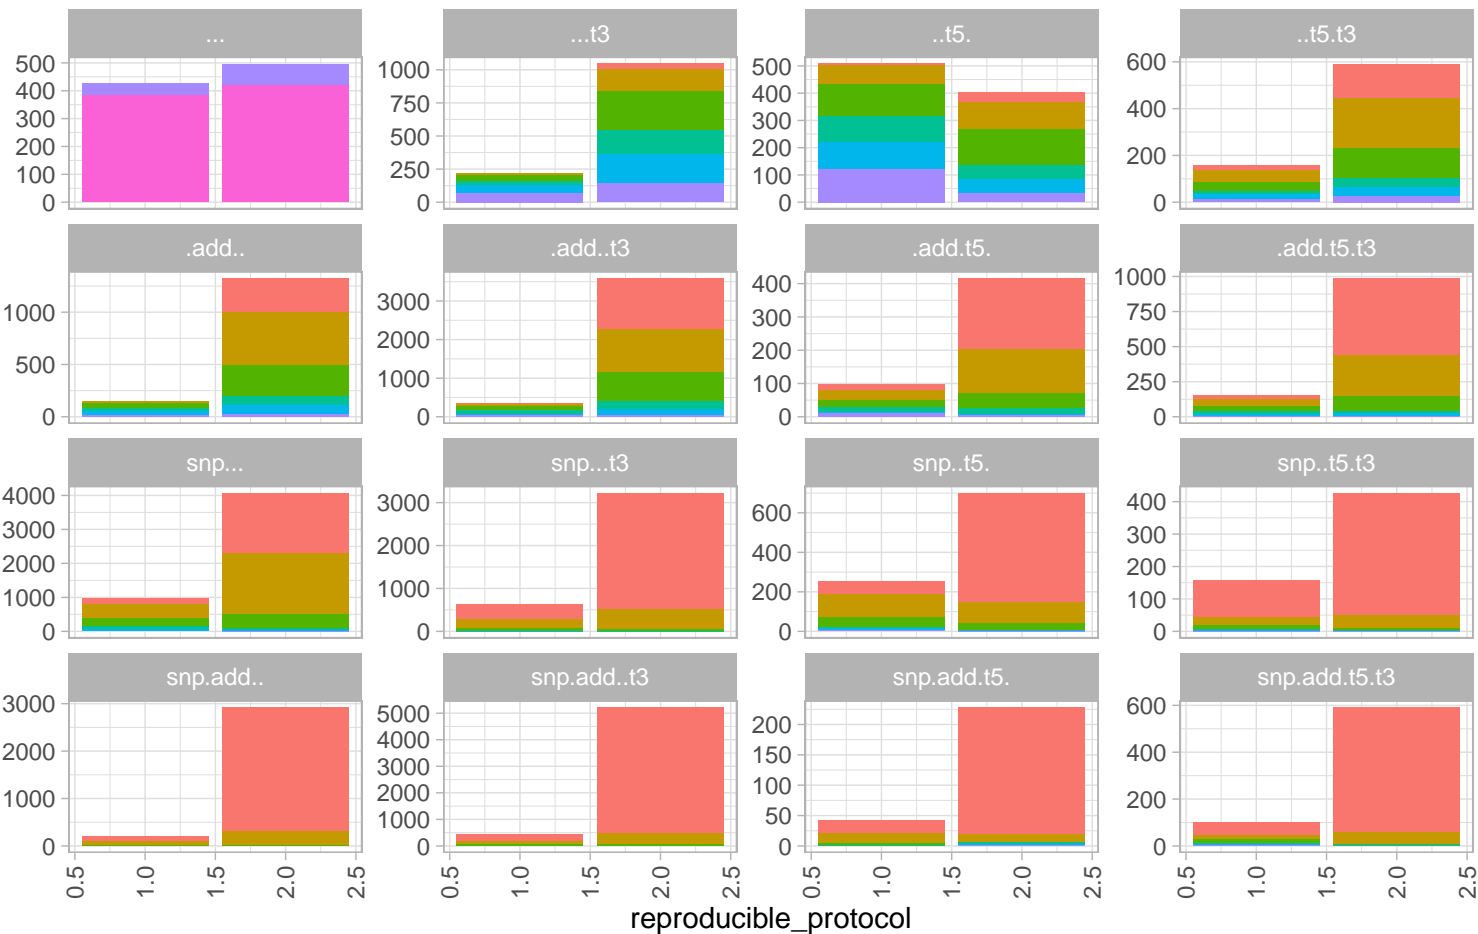 ... ...t3 ..t5. ..t5.t3
500 1000 500 600
400 750 400 400
300 500 300 200
200 250 200 0
100 0 100
0 0
.add.. .add..t3 .add.t5. .add.t5.t3
1000 3000 400 1000
500 2000 300 750
0 1000 200 500
0 100 250
0 0
snp... snp...t3 snp..t5. snp..t5.t3
4000 3000 600 400
3000 2000 400 300
2000 1000 200 200
1000 0 0 100
0 0
snp.add.. snp.add..t3 snp.add.t5. snp.add.t5.t3
3000 5000 200 600
2000 4000 150 400
1000 3000 100 200
0 2000 50 0
1000 0
0
0.5 1.0 1.5 2.0 2.5 0.5 1.0 1.5 2.0 2.5 0.5 1.0 1.5 2.0 2.5 0.5 1.0 1.5 2.0 2.5
reproducible_protocol